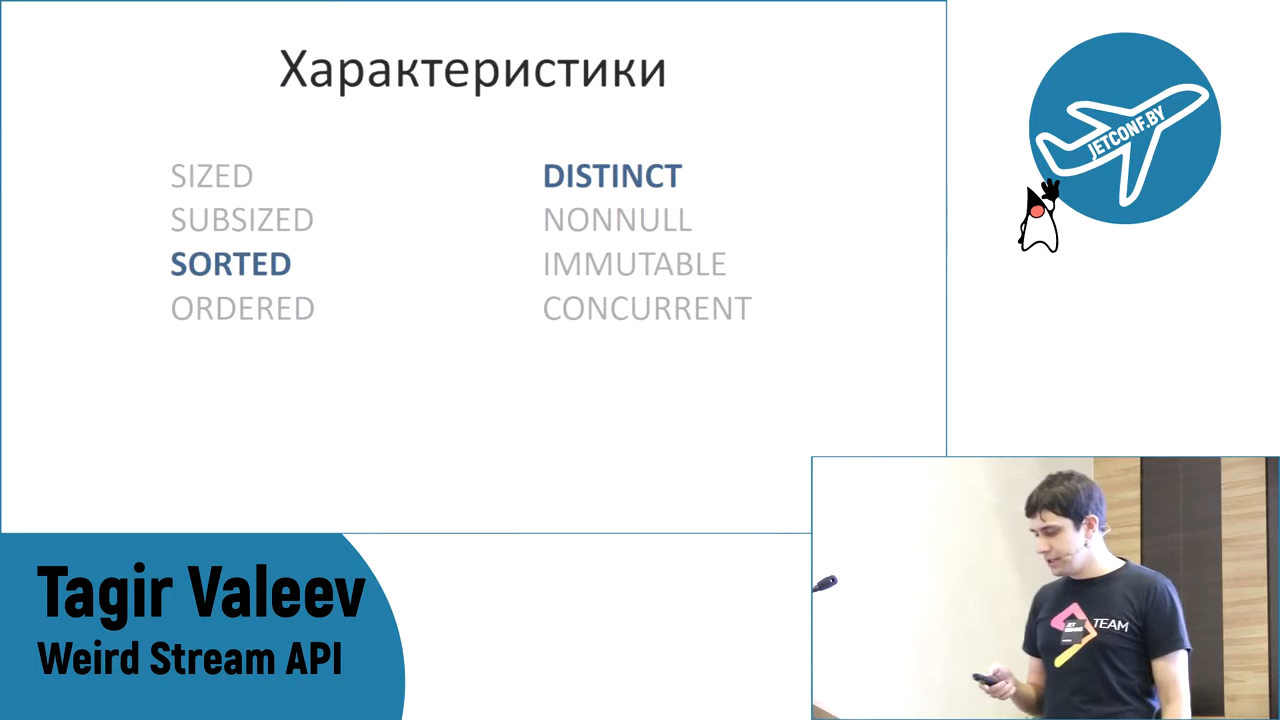 Характеристики
SIZED
SUBSIZED
SORTED
ORDERED
DISTINCT
NONNULL
IMMUTABLE
CONCURRENT
JETCONF.BY
Tagir Valeev
Weird Stream API
TEAM